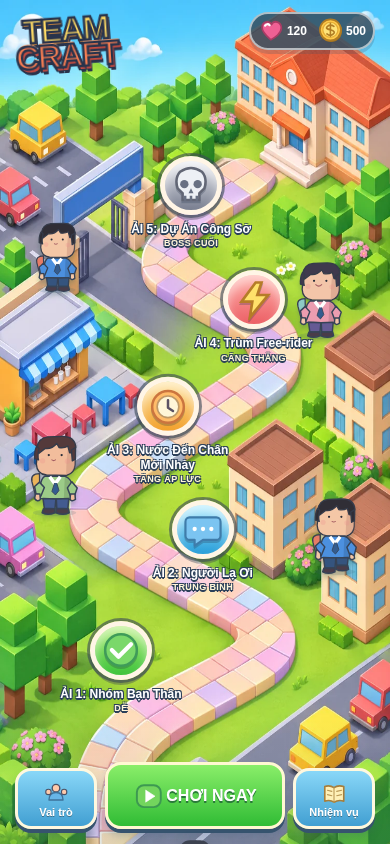 TEAM
CRAFT
120
500
ẢI 5: Dự Án Công Sở
BOSS CUỐI
ẢI 4: Trùm Free-rider
CĂNG THẲNG
ẢI 3: Nước Đến Chân
Mới Nhảy
TĂNG ÁP LỰC
ẢI 2: Người Lạ Ơi
TRUNG BÌNH
ẢI 1: Nhóm Bạn Thân
DỄ
Vai trò
CHƠI NGAY
Nhiệm vụ